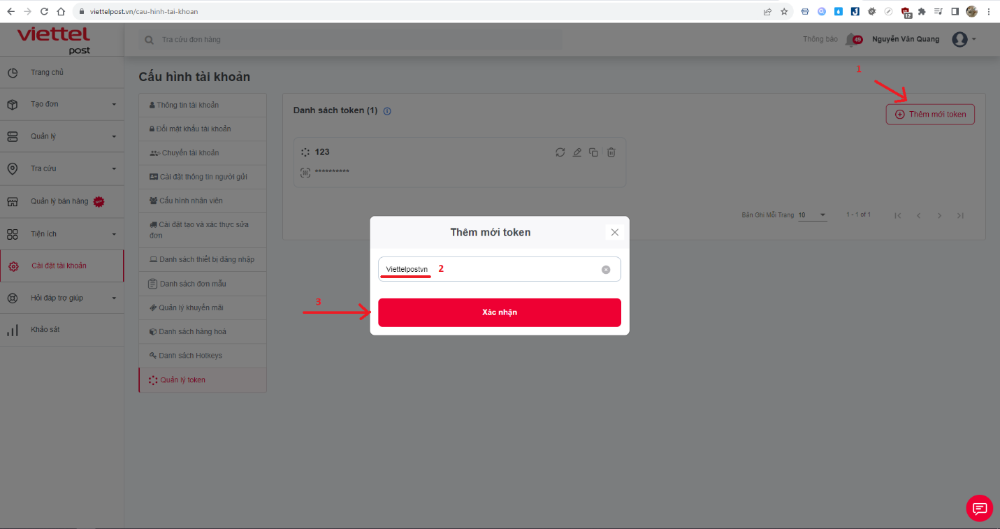 viettelpost.vn/cau-hinh-tai-khoan
12
viettel
post
Tra cứu đơn hàng
Thông báo
49
Nguyễn Văn Quang
Trang chủ
Tạo đơn
Quản lý
Tra cứu
Quản lý bán hàng
Tiện ích
Cài đặt tài khoản
Hỏi đáp trợ giúp
Khảo sát
Cấu hình tài khoản
Thông tin tài khoản
Đổi mật khẩu tài khoản
Chuyển tài khoản
Cài đặt thông tin người gửi
Cấu hình nhân viên
Cài đặt tạo và xác thực sửa
đơn
Danh sách thiết bị đăng nhập
Danh sách đơn mẫu
Quản lý khuyến mãi
Danh sách hàng hoá
Danh sách Hotkeys
Quản lý token
1
Danh sách token (1)
Thêm mới token
123
**********
Bản Ghi Mỗi Trang 10
1 - 1 of 1
Thêm mới token
Viettelpostvn 2
3
Xác nhận